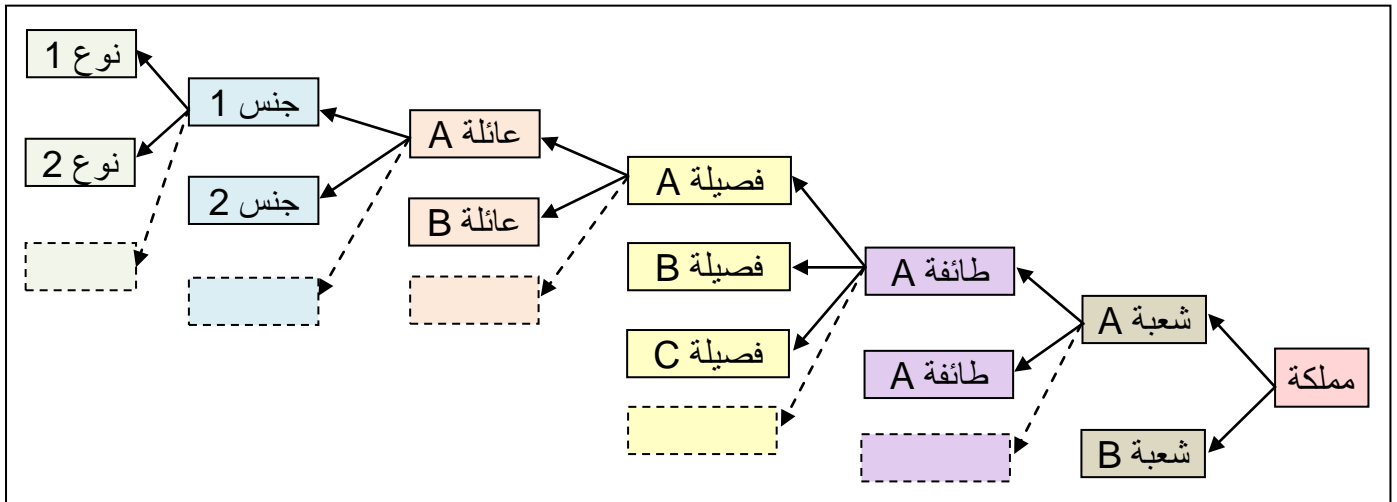 مملكة
شعبة A
شعبة B
طائفة A
طائفة A
فصيلة A
فصيلة B
فصيلة C
عائلة A
عائلة B
جنس 1
جنس 2
نوع 1
نوع 2